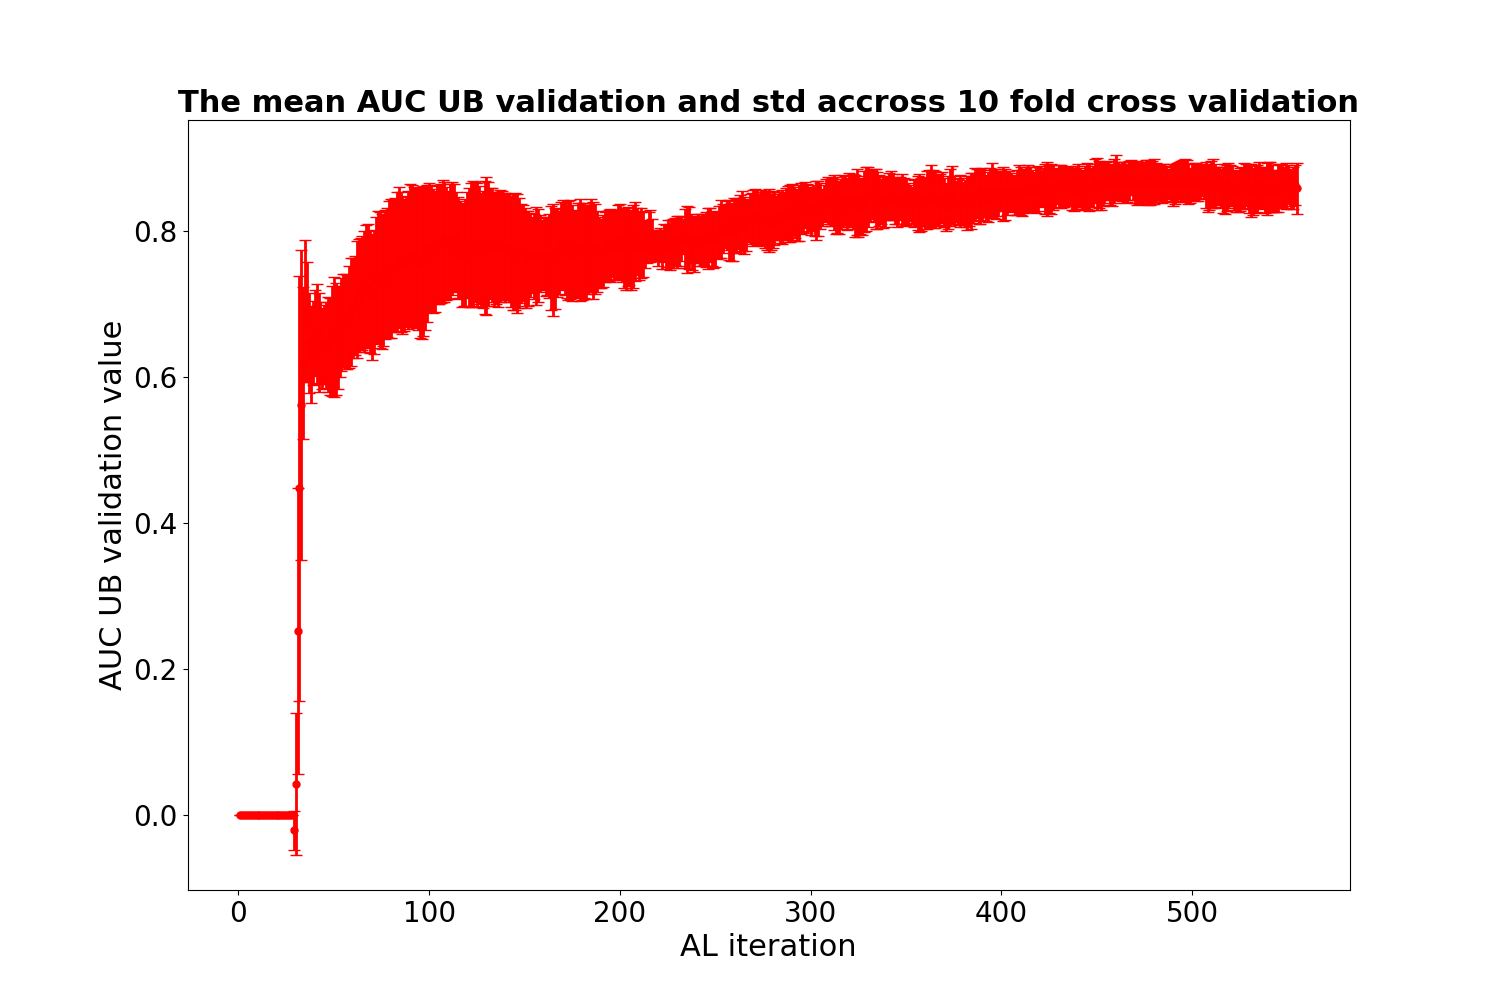 The mean AUC UB validation and std accross 10 fold cross validation
AUC UB validation value
0.8
0.6
0.4
0.2
0.0
0 100 200 300 400 500
AL iteration